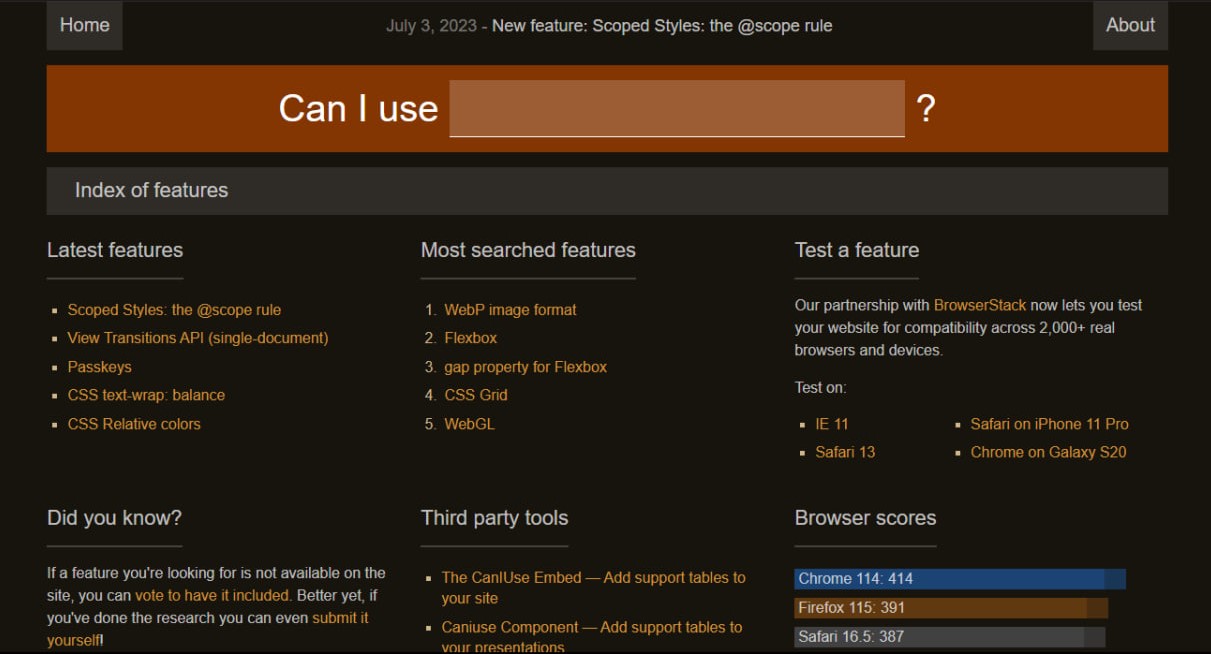 Home
July 3, 2023 - New feature: Scoped Styles: the @scope rule
About
Can I use ?
Index of features
Latest features
Scoped Styles: the @scope rule
View Transitions API (single-document)
Passkeys
CSS text-wrap: balance
CSS Relative colors
Most searched features
1. WebP image format
2. Flexbox
3. gap property for Flexbox
4. CSS Grid
5. WebGL
Test a feature
Our partnership with BrowserStack now lets you test
your website for compatibility across 2,000+ real
browsers and devices.
Test on:
IE 11
Safari 13
Safari on iPhone 11 Pro
Chrome on Galaxy S20
Did you know?
If a feature you're looking for is not available on the
site, you can vote to have it included. Better yet, if
you've done the research you can even submit it
yourself!
Third party tools
The CanIUse Embed — Add support tables to
your site
Caniuse Component — Add support tables to
your presentations
Browser scores
Chrome 114: 414
Firefox 115: 391
Safari 16.5: 387